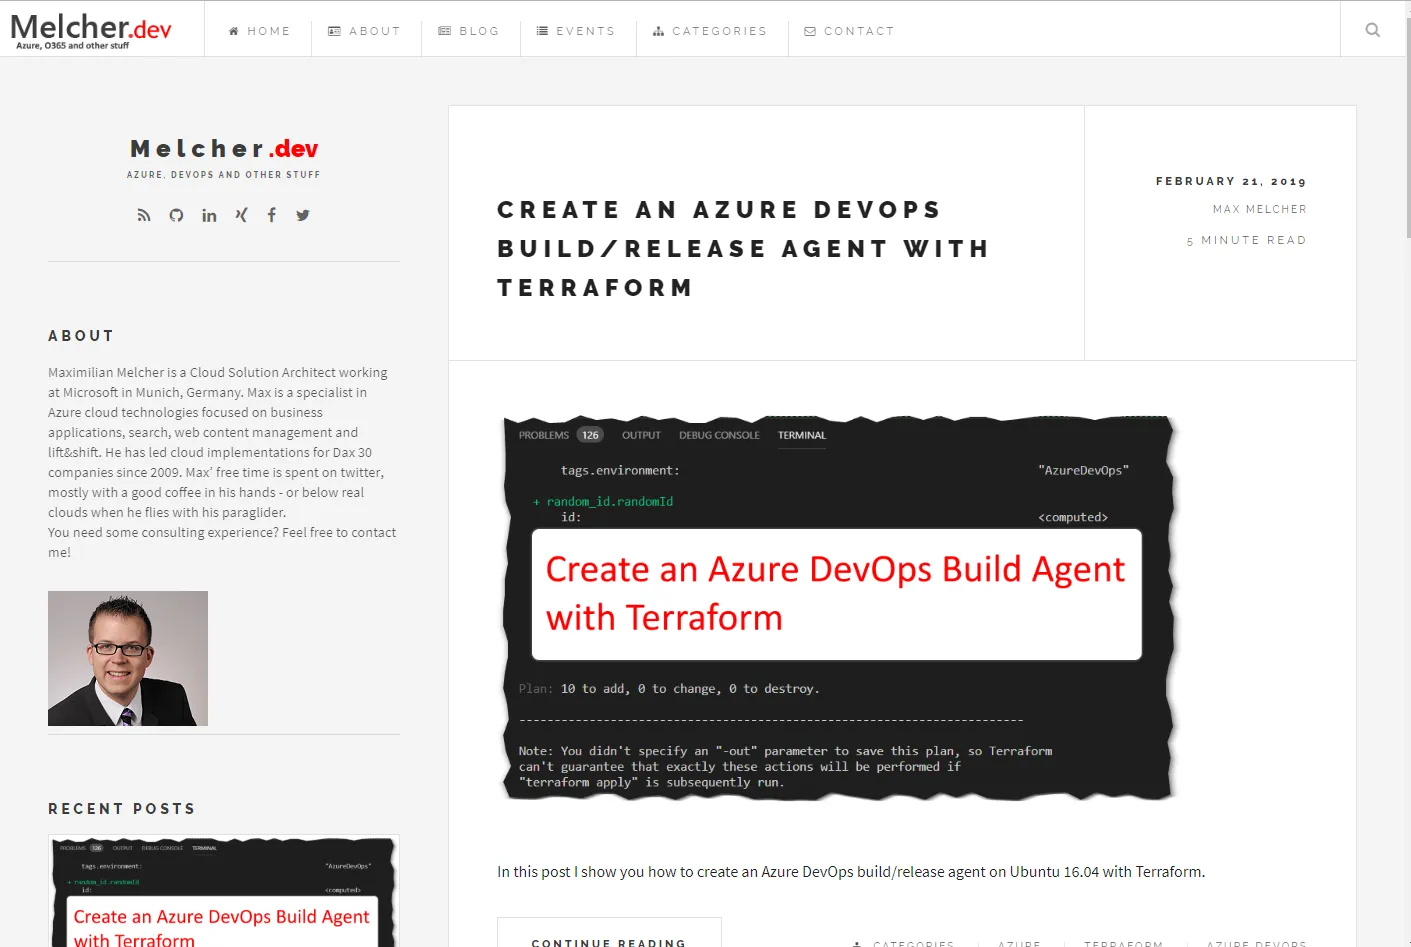 Melcher.dev
Azure, O365 and other stuff
HOME
ABOUT
BLOG
EVENTS
CATEGORIES
CONTACT
Melcher.dev
AZURE, DEVOPS AND OTHER STUFF
ABOUT
Maximilian Melcher is a Cloud Solution Architect working
at Microsoft in Munich, Germany. Max is a specialist in
Azure cloud technologies focused on business
applications, search, web content management and
lift&shift. He has led cloud implementations for Dax 30
companies since 2009. Max’ free time is spent on twitter,
mostly with a good coffee in his hands - or below real
clouds when he flies with his paraglider.
You need some consulting experience? Feel free to contact
me!
RECENT POSTS
PROBLEMS 126 OUTPUT DEBUG CONSOLE TERMINAL
tags.environment: "AzureDevOps"
+ random_id.randomId
id: <computed>
Create an Azure DevOps Build Agent
with Terraform
CREATE AN AZURE DEVOPS
BUILD/RELEASE AGENT WITH
TERRAFORM
FEBRUARY 21, 2019
MAX MELCHER
5 MINUTE READ
PROBLEMS 126 OUTPUT DEBUG CONSOLE TERMINAL
tags.environment: "AzureDevOps"
+ random_id.randomId
id: <computed>
Create an Azure DevOps Build Agent
with Terraform
Plan: 10 to add, 0 to change, 0 to destroy.
------------------------------------------------------------------------
Note: You didn't specify an "-out" parameter to save this plan, so Terraform
can't guarantee that exactly these actions will be performed if
"terraform apply" is subsequently run.
In this post I show you how to create an Azure DevOps build/release agent on Ubuntu 16.04 with Terraform.
CONTINUE READING
CATEGORIES
AZURE
TERRAFORM
AZURE DEVOPS